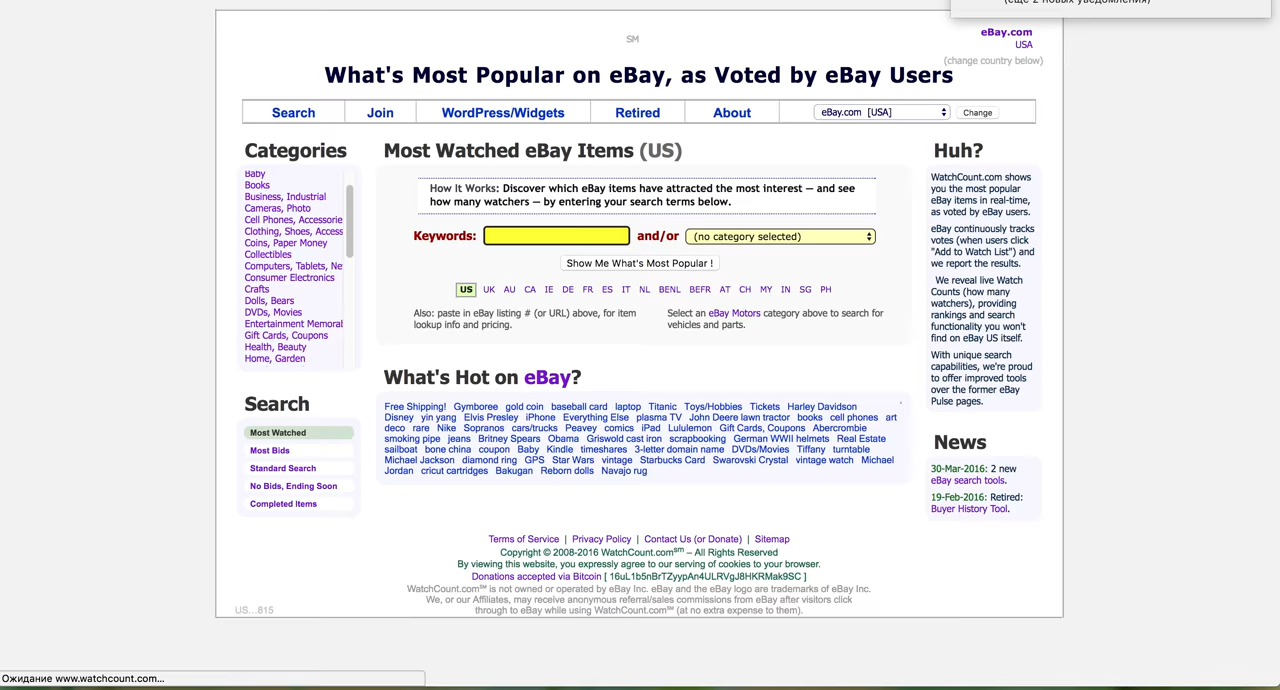 (еще 2 новых уведомления)
SM
eBay.com
USA
(change country below)
What's Most Popular on eBay, as Voted by eBay Users
Search Join WordPress/Widgets Retired About eBay.com [USA] Change
Categories
Baby
Books
Business, Industrial
Cameras, Photo
Cell Phones, Accessorie
Clothing, Shoes, Access
Coins, Paper Money
Collectibles
Computers, Tablets, Ne
Consumer Electronics
Crafts
Dolls, Bears
DVDs, Movies
Entertainment Memoral
Gift Cards, Coupons
Health, Beauty
Home, Garden
Search
Most Watched
Most Bids
Standard Search
No Bids, Ending Soon
Completed Items
Most Watched eBay Items (US)
How It Works: Discover which eBay items have attracted the most interest — and see
how many watchers — by entering your search terms below.
Keywords: and/or (no category selected)
Show Me What's Most Popular !
US UK AU CA IE DE FR ES IT NL BENL BEFR AT CH MY IN SG PH
Also: paste in eBay listing # (or URL) above, for item
lookup info and pricing.
Select an eBay Motors category above to search for
vehicles and parts.
What's Hot on eBay?
Free Shipping! Gymboree gold coin baseball card laptop Titanic Toys/Hobbies Tickets Harley Davidson
Disney yin yang Elvis Presley iPhone Everything Else plasma TV John Deere lawn tractor books cell phones art
deco rare Nike Sopranos cars/trucks Peavey comics iPad Lululemon Gift Cards, Coupons Abercrombie
smoking pipe jeans Britney Spears Obama Griswold cast iron scrapbooking German WWII helmets Real Estate
sailboat bone china coupon Baby Kindle timeshares 3-letter domain name DVDs/Movies Tiffany turntable
Michael Jackson diamond ring GPS Star Wars vintage Starbucks Card Swarovski Crystal vintage watch Michael
Jordan cricut cartridges Bakugan Reborn dolls Navajo rug
Huh?
WatchCount.com shows
you the most popular
eBay items in real-time,
as voted by eBay users.
eBay continuously tracks
votes (when users click
"Add to Watch List") and
we report the results.
We reveal live Watch
Counts (how many
watchers), providing
rankings and search
functionality you won't
find on eBay US itself.
With unique search
capabilities, we're proud
to offer improved tools
over the former eBay
Pulse pages.
News
30-Mar-2016: 2 new
eBay search tools.
19-Feb-2016: Retired:
Buyer History Tool.
Terms of Service | Privacy Policy | Contact Us (or Donate) | Sitemap
Copyright © 2008-2016 WatchCount.com℠ – All Rights Reserved
By viewing this website, you expressly agree to our serving of cookies to your browser.
Donations accepted via Bitcoin [ 16uL1b5nBrTZyypAn4ULRVgJ8HKRMak9SC ]
WatchCount.com℠ is not owned or operated by eBay Inc. eBay and the eBay logo are trademarks of eBay Inc.
We, or our Affiliates, may receive anonymous referral/sales commissions from eBay after visitors click
through to eBay while using WatchCount.com℠ (at no extra expense to them).
US...815
Ожидание www.watchcount.com...